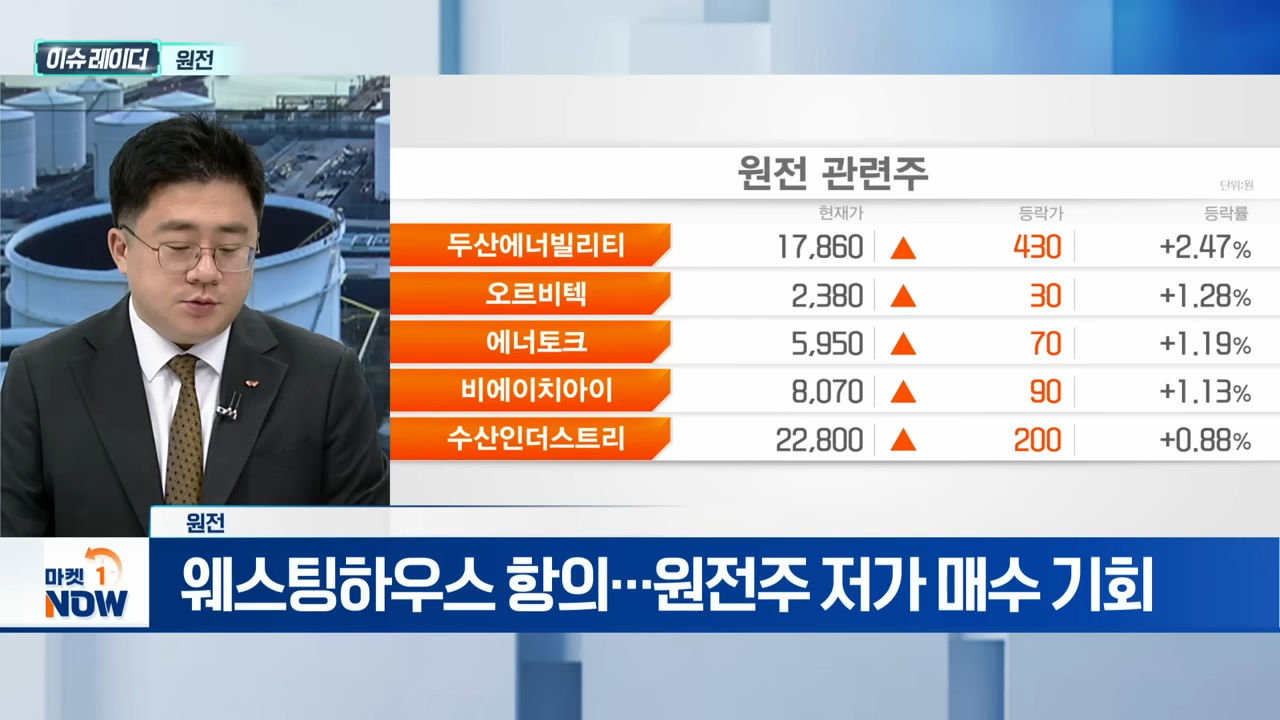 이슈 레이더 원전
원전 관련주
단위:원
현재가 등락가 등락률
두산에너빌리티 17,860 ▲ 430 +2.47%
오르비텍 2,380 ▲ 30 +1.28%
에너토크 5,950 ▲ 70 +1.19%
비에이치아이 8,070 ▲ 90 +1.13%
수산인더스트리 22,800 ▲ 200 +0.88%
원전
마켓 1
NOW
웨스팅하우스 항의…원전주 저가 매수 기회